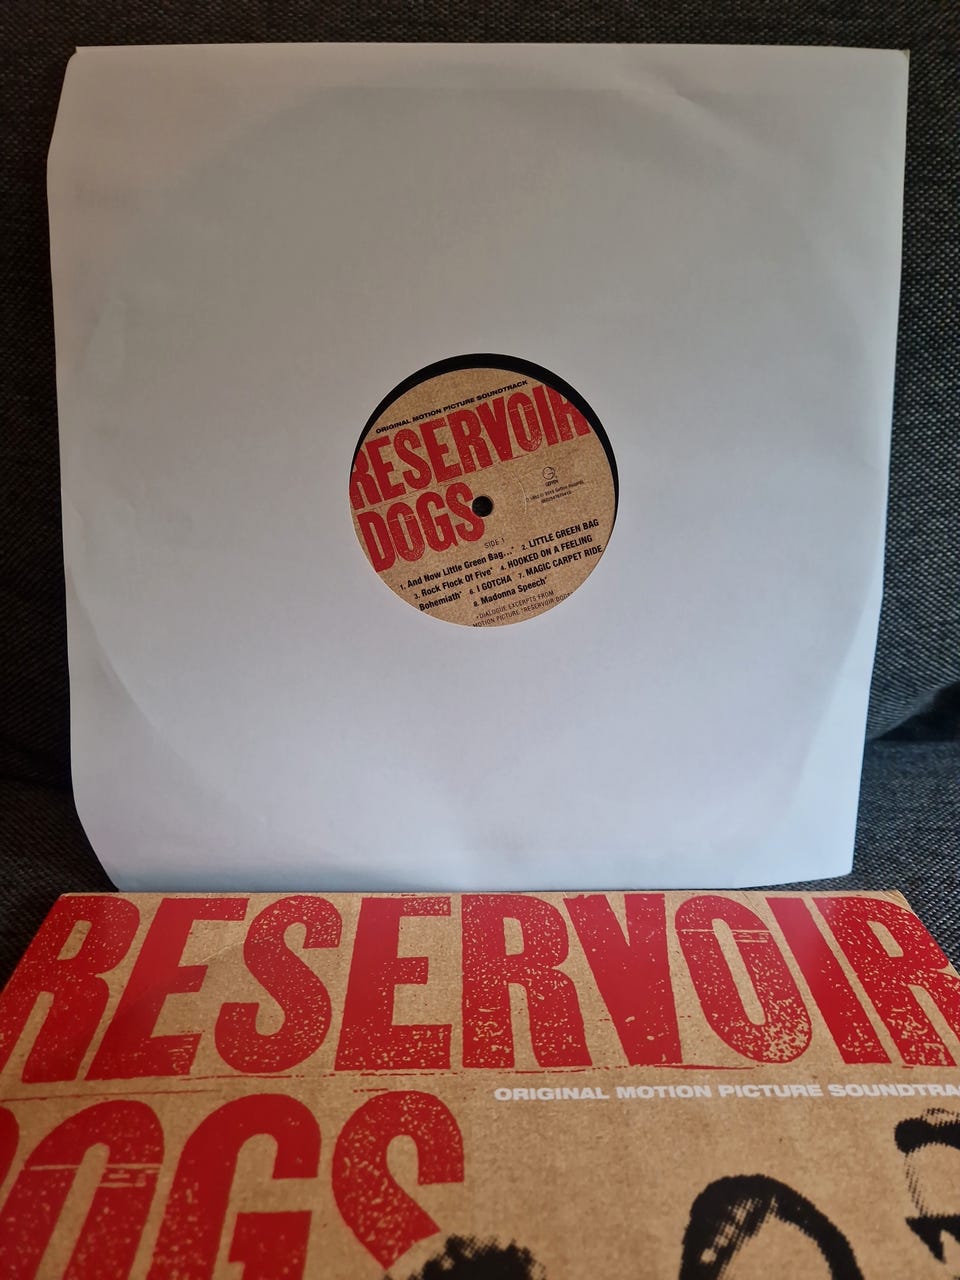 ORIGINAL MOTION PICTURE SOUNDTRACK
RESERVOIR
DOGS
GEFFEN
SIDE 1
1. And Now Little Green Bag...* 2. LITTLE GREEN BAG
3. Rock Flock Of Five* 4. HOOKED ON A FEELING
Bohemiath* 6. I GOTCHA 7. MAGIC CARPET RIDE
8. Madonna Speech*
*DIALOGUE EXCERPTS FROM
MOTION PICTURE "RESERVOIR DOGS"
RESERVOIR
ORIGINAL MOTION PICTURE SOUNDTRA
DOGS